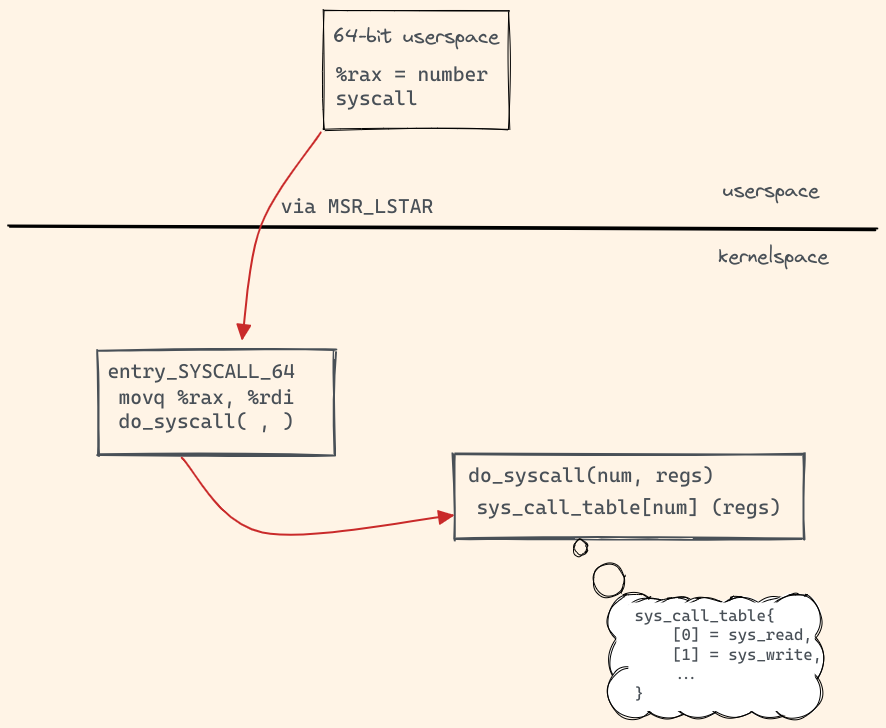 64-bit userspace
%rax = number
syscall
userspace
via MSR_LSTAR
kernelspace
entry_SYSCALL_64
movq %rax, %rdi
do_syscall( , )
do_syscall(num, regs)
sys_call_table[num] (regs)
sys_call_table{
[0] = sys_read,
[1] = sys_write,
...
}